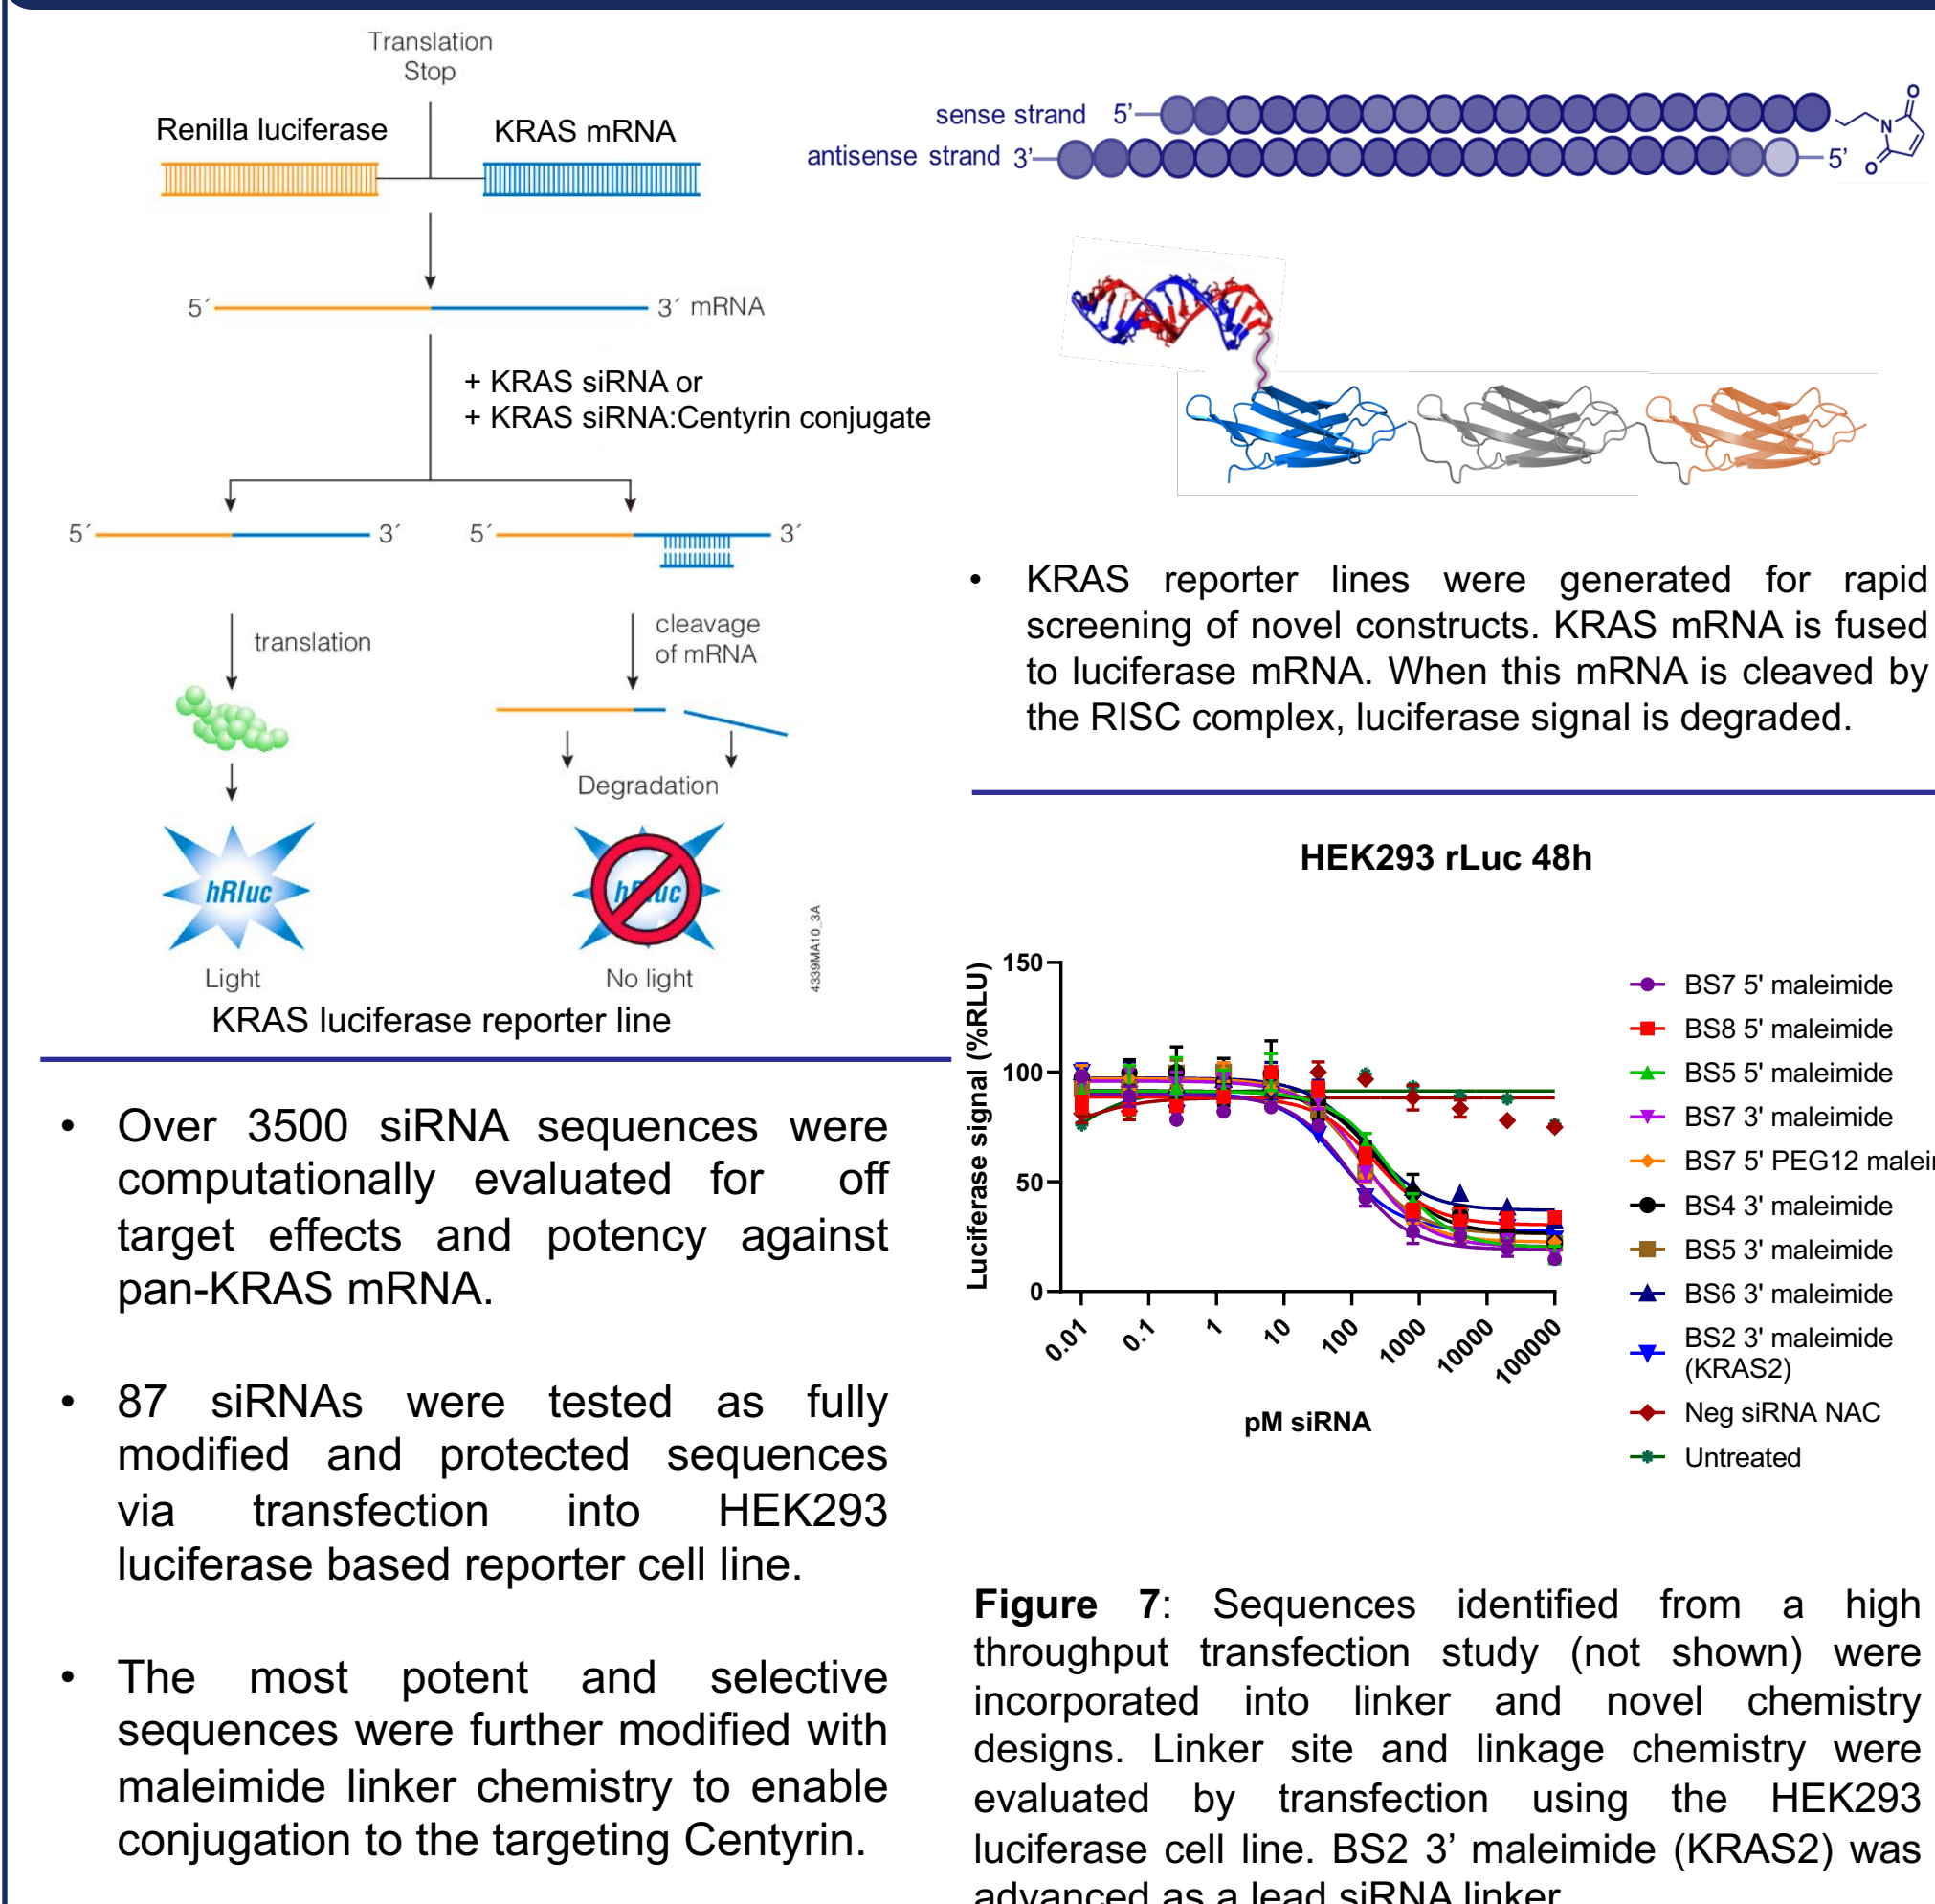 Translation
Stop
Renilla luciferase
KRAS mRNA
5´
3´ mRNA
+ KRAS siRNA or
+ KRAS siRNA:Centyrin conjugate
5´
3´
5´
3´
translation
cleavage
of mRNA
Degradation
hRluc
hRluc
Light
No light
4339MA10_3A
KRAS luciferase reporter line
• Over 3500 siRNA sequences were
computationally evaluated for off
target effects and potency against
pan-KRAS mRNA.
• 87 siRNAs were tested as fully
modified and protected sequences
via transfection into HEK293
luciferase based reporter cell line.
• The most potent and selective
sequences were further modified with
maleimide linker chemistry to enable
conjugation to the targeting Centyrin.
sense strand 5’
antisense strand 3’
5’
O
N
O
• KRAS reporter lines were generated for rapid
screening of novel constructs. KRAS mRNA is fused
to luciferase mRNA. When this mRNA is cleaved by
the RISC complex, luciferase signal is degraded.
HEK293 rLuc 48h
Luciferase signal (%RLU)
150
100
50
0
0.01
0.1
1
10
100
1000
10000
100000
pM siRNA
BS7 5' maleimide
BS8 5' maleimide
BS5 5' maleimide
BS7 3' maleimide
BS7 5' PEG12 malei
BS4 3' maleimide
BS5 3' maleimide
BS6 3' maleimide
BS2 3' maleimide
(KRAS2)
Neg siRNA NAC
Untreated
Figure 7: Sequences identified from a high
throughput transfection study (not shown) were
incorporated into linker and novel chemistry
designs. Linker site and linkage chemistry were
evaluated by transfection using the HEK293
luciferase cell line. BS2 3’ maleimide (KRAS2) was
advanced as a lead siRNA linker